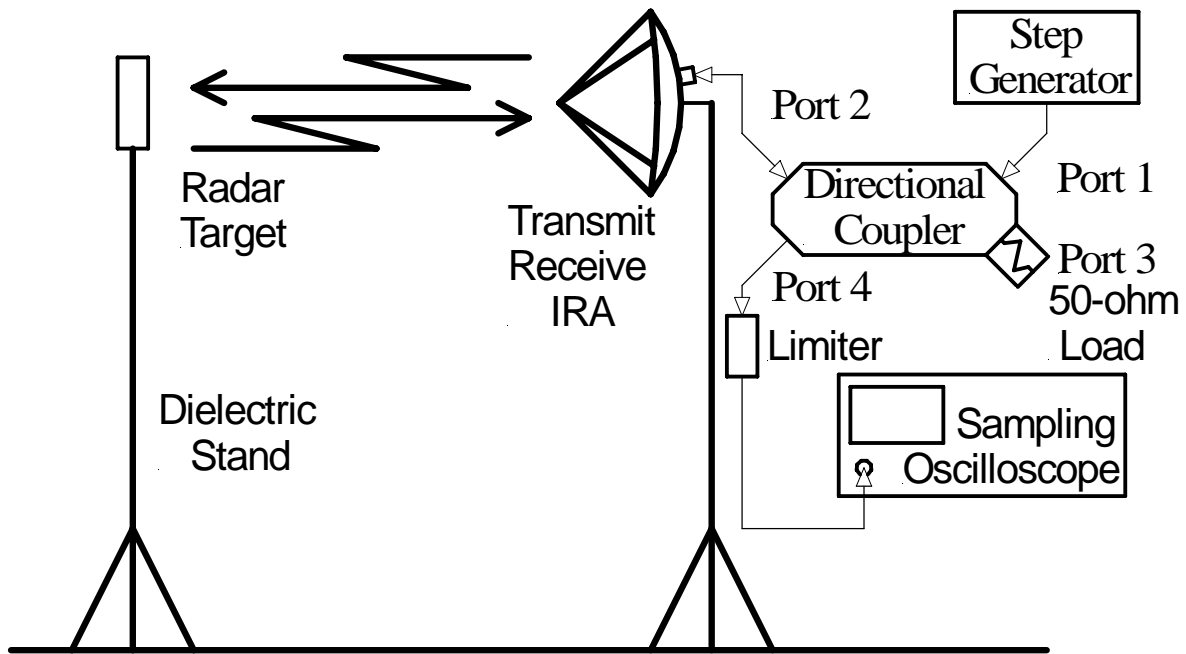 Step
Generator
Port 2
Port 1
Directional
Coupler
Radar
Target
Transmit
Receive
IRA
Port 3
50-ohm
Load
Port 4
Limiter
Dielectric
Stand
Sampling
Oscilloscope